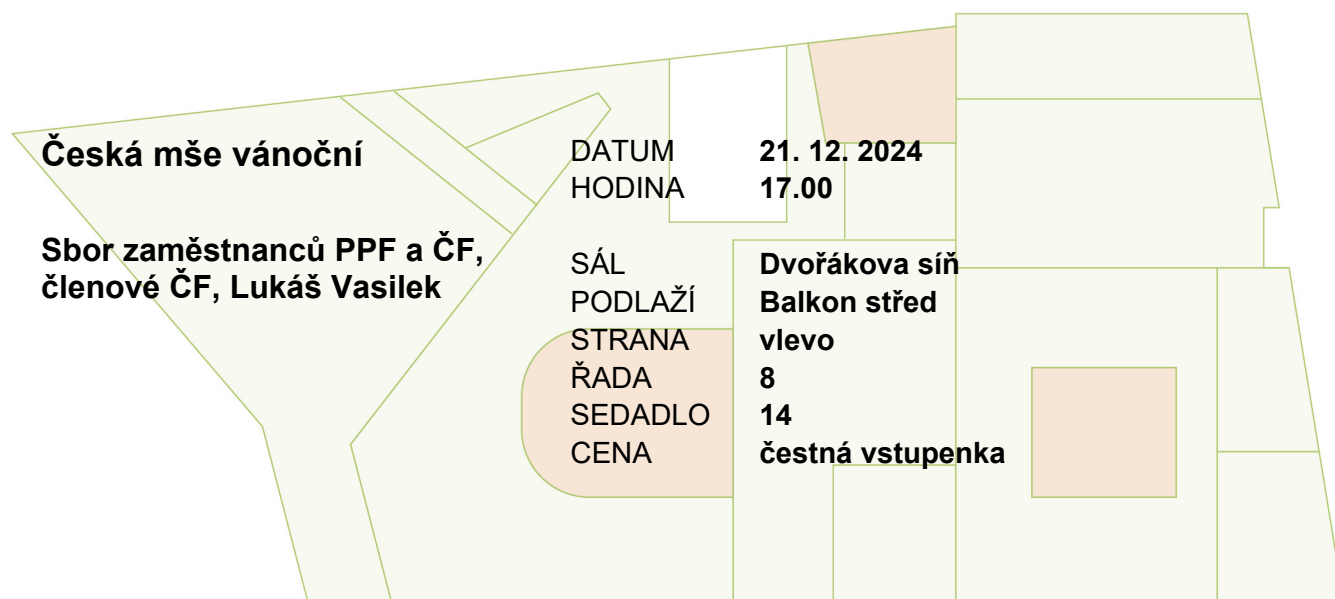 Česká mše vánoční
Sbor zaměstnanců PPF a ČF,
členové ČF, Lukáš Vasilek
DATUM 21. 12. 2024
HODINA 17.00
SÁL Dvořákova síň
PODLAŽÍ Balkon střed
STRANA vlevo
ŘADA 8
SEDADLO 14
CENA čestná vstupenka